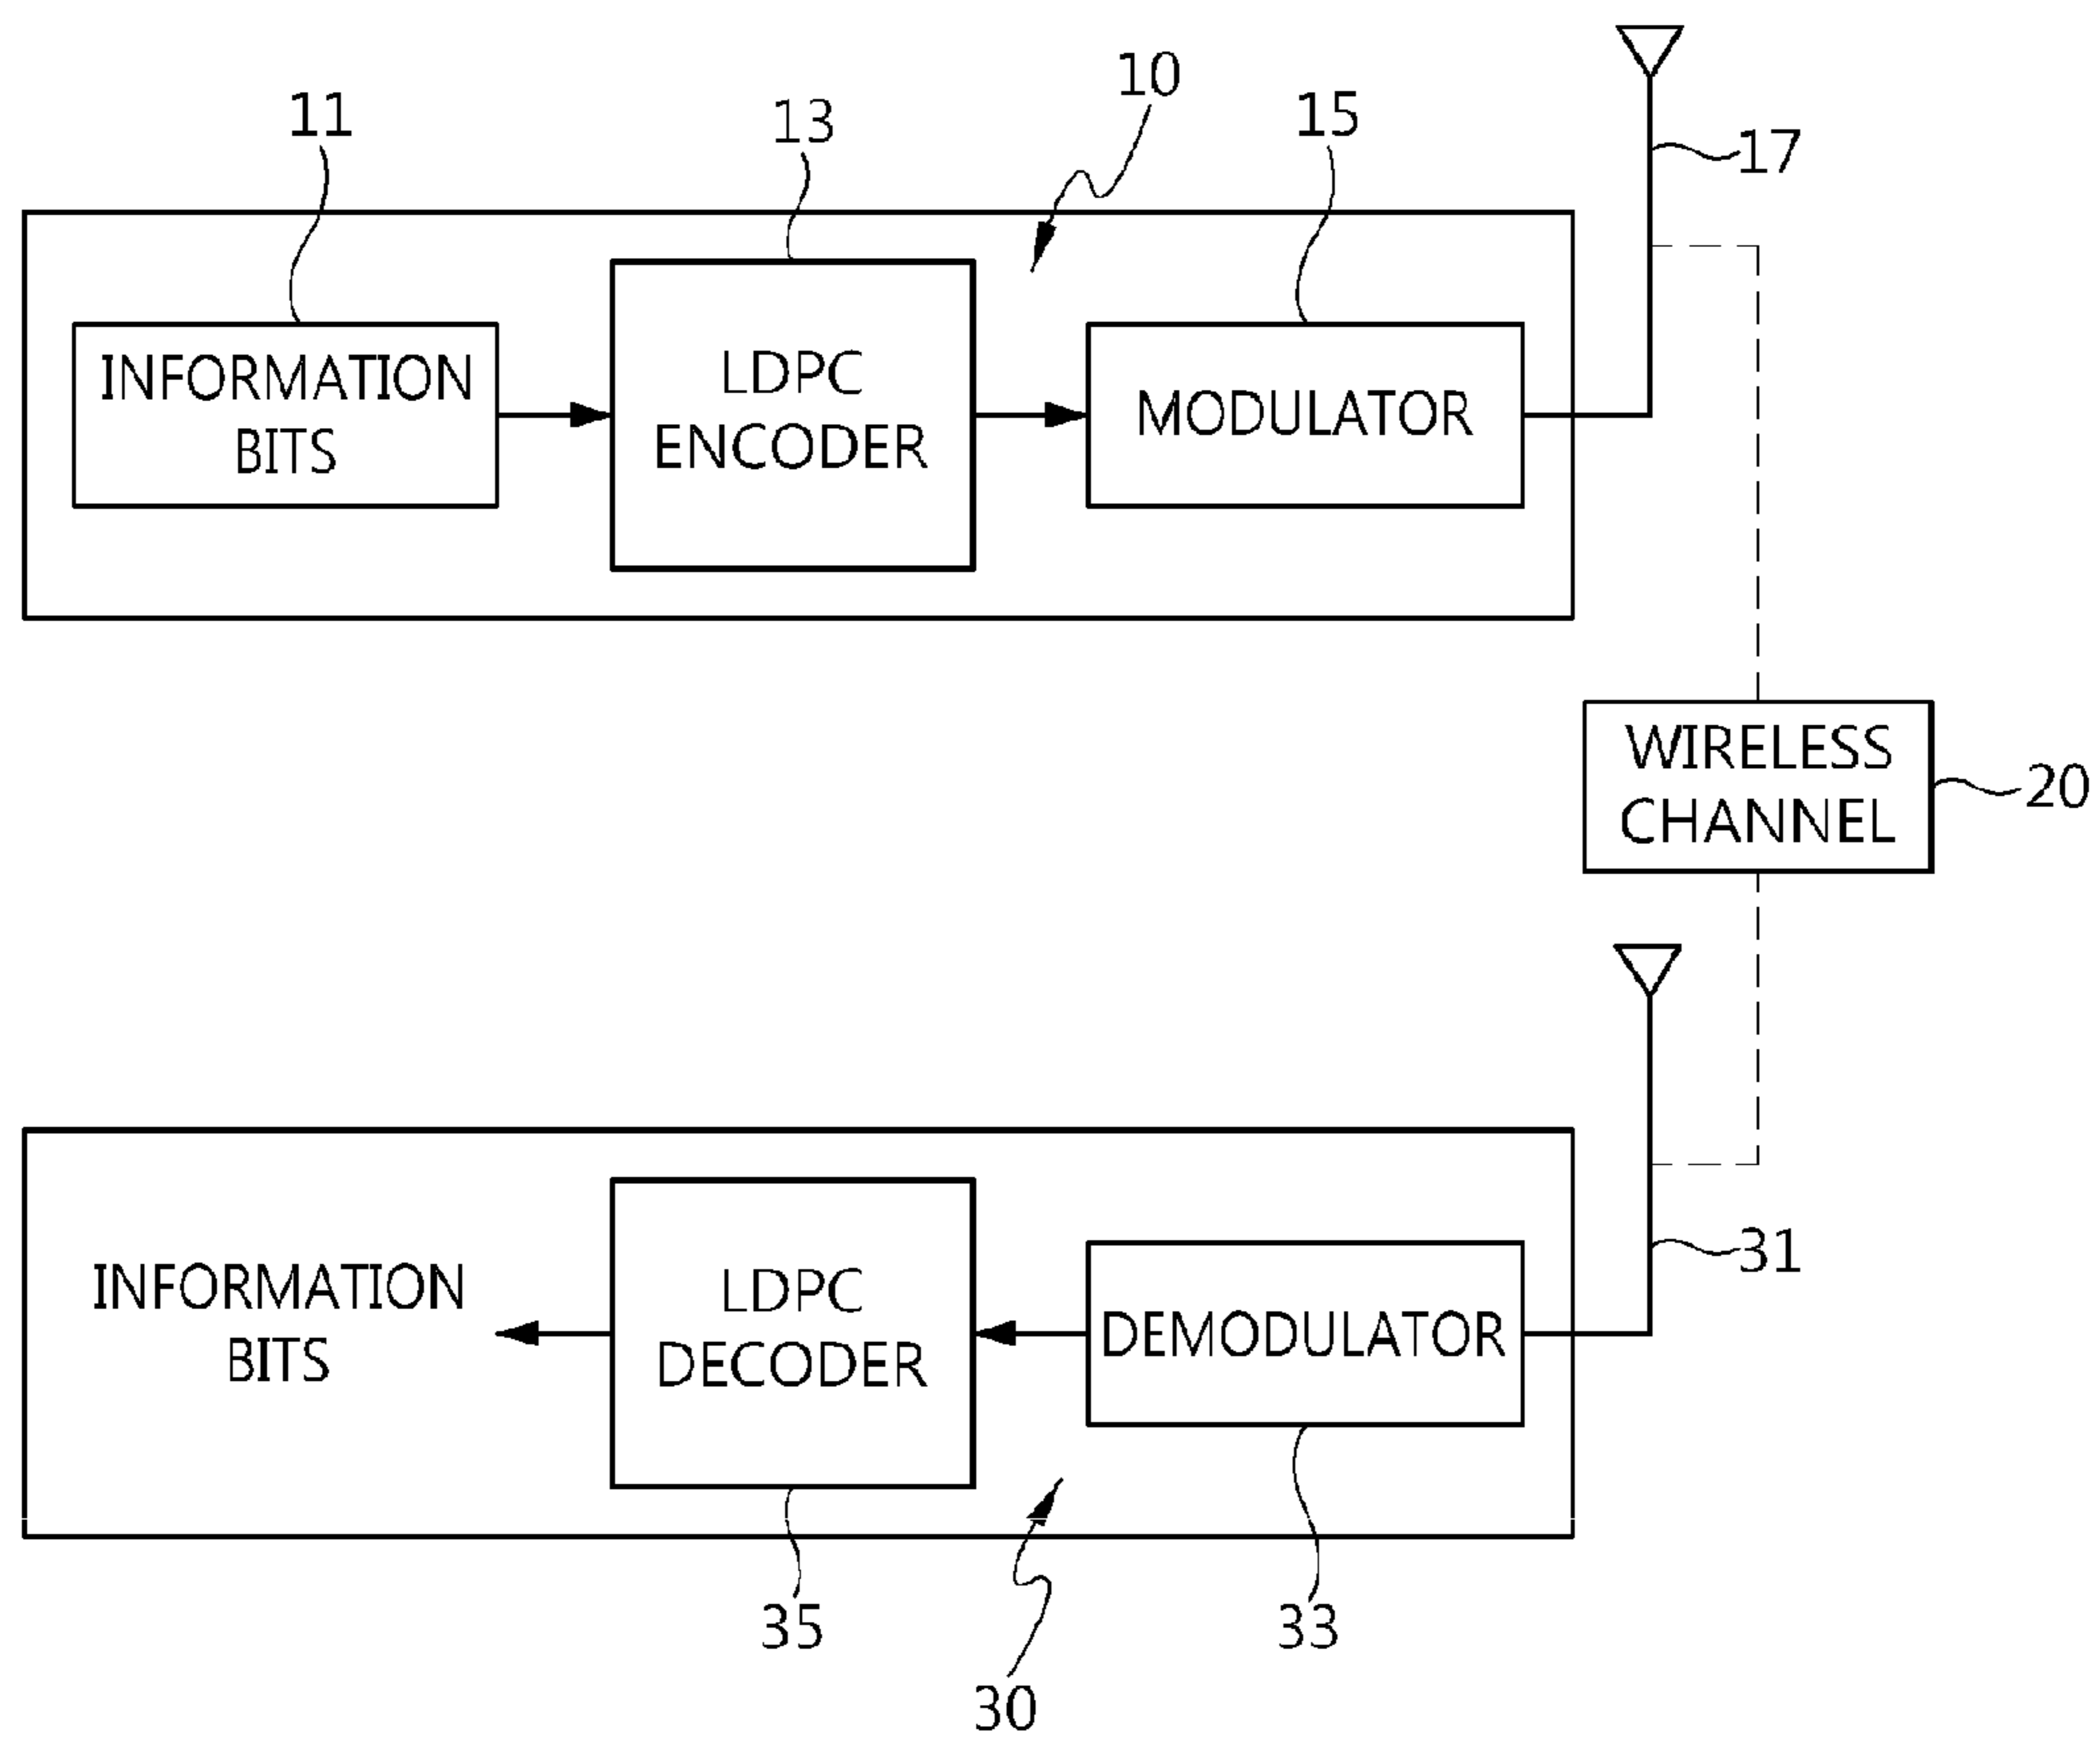 10
11
13
15
17
INFORMATION
BITS
LDPC
ENCODER
MODULATOR
WIRELESS
CHANNEL
20
31
INFORMATION
BITS
LDPC
DECODER
DEMODULATOR
35
33
30